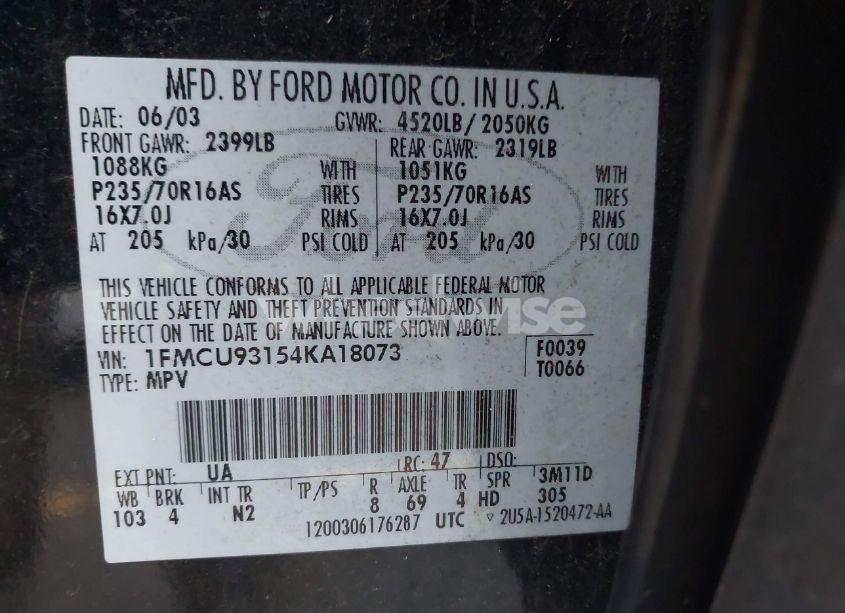 MFD. BY FORD MOTOR CO. IN U.S.A.
DATE: 06/03 GVWR: 4520LB/2050KG
FRONT GAWR: 2399LB REAR GAWR: 2319LB
1088KG WITH 1051KG WITH
P235/70R16AS TIRES P235/70R16AS TIRES
16X7.0J RIMS 16X7.0J RIMS
AT 205 kPa/30 PSI COLD AT 205 kPa/30 PSI COLD
Ford
THIS VEHICLE CONFORMS TO ALL APPLICABLE FEDERAL MOTOR
VEHICLE SAFETY AND THEFT PREVENTION STANDARDS IN
EFFECT ON THE DATE OF MANUFACTURE SHOWN ABOVE.
VIN: 1FMCU93154KA18073 F0039
TYPE: MPV T0066
EXT PNT: UA RC: 47 DSO:
WB BRK INT TR TP/PS R AXLE TR SPR 3M11D
103 4 N2 8 69 4 HD 305
1200306176287 UTC ▽ 2U5A-1520472-AA